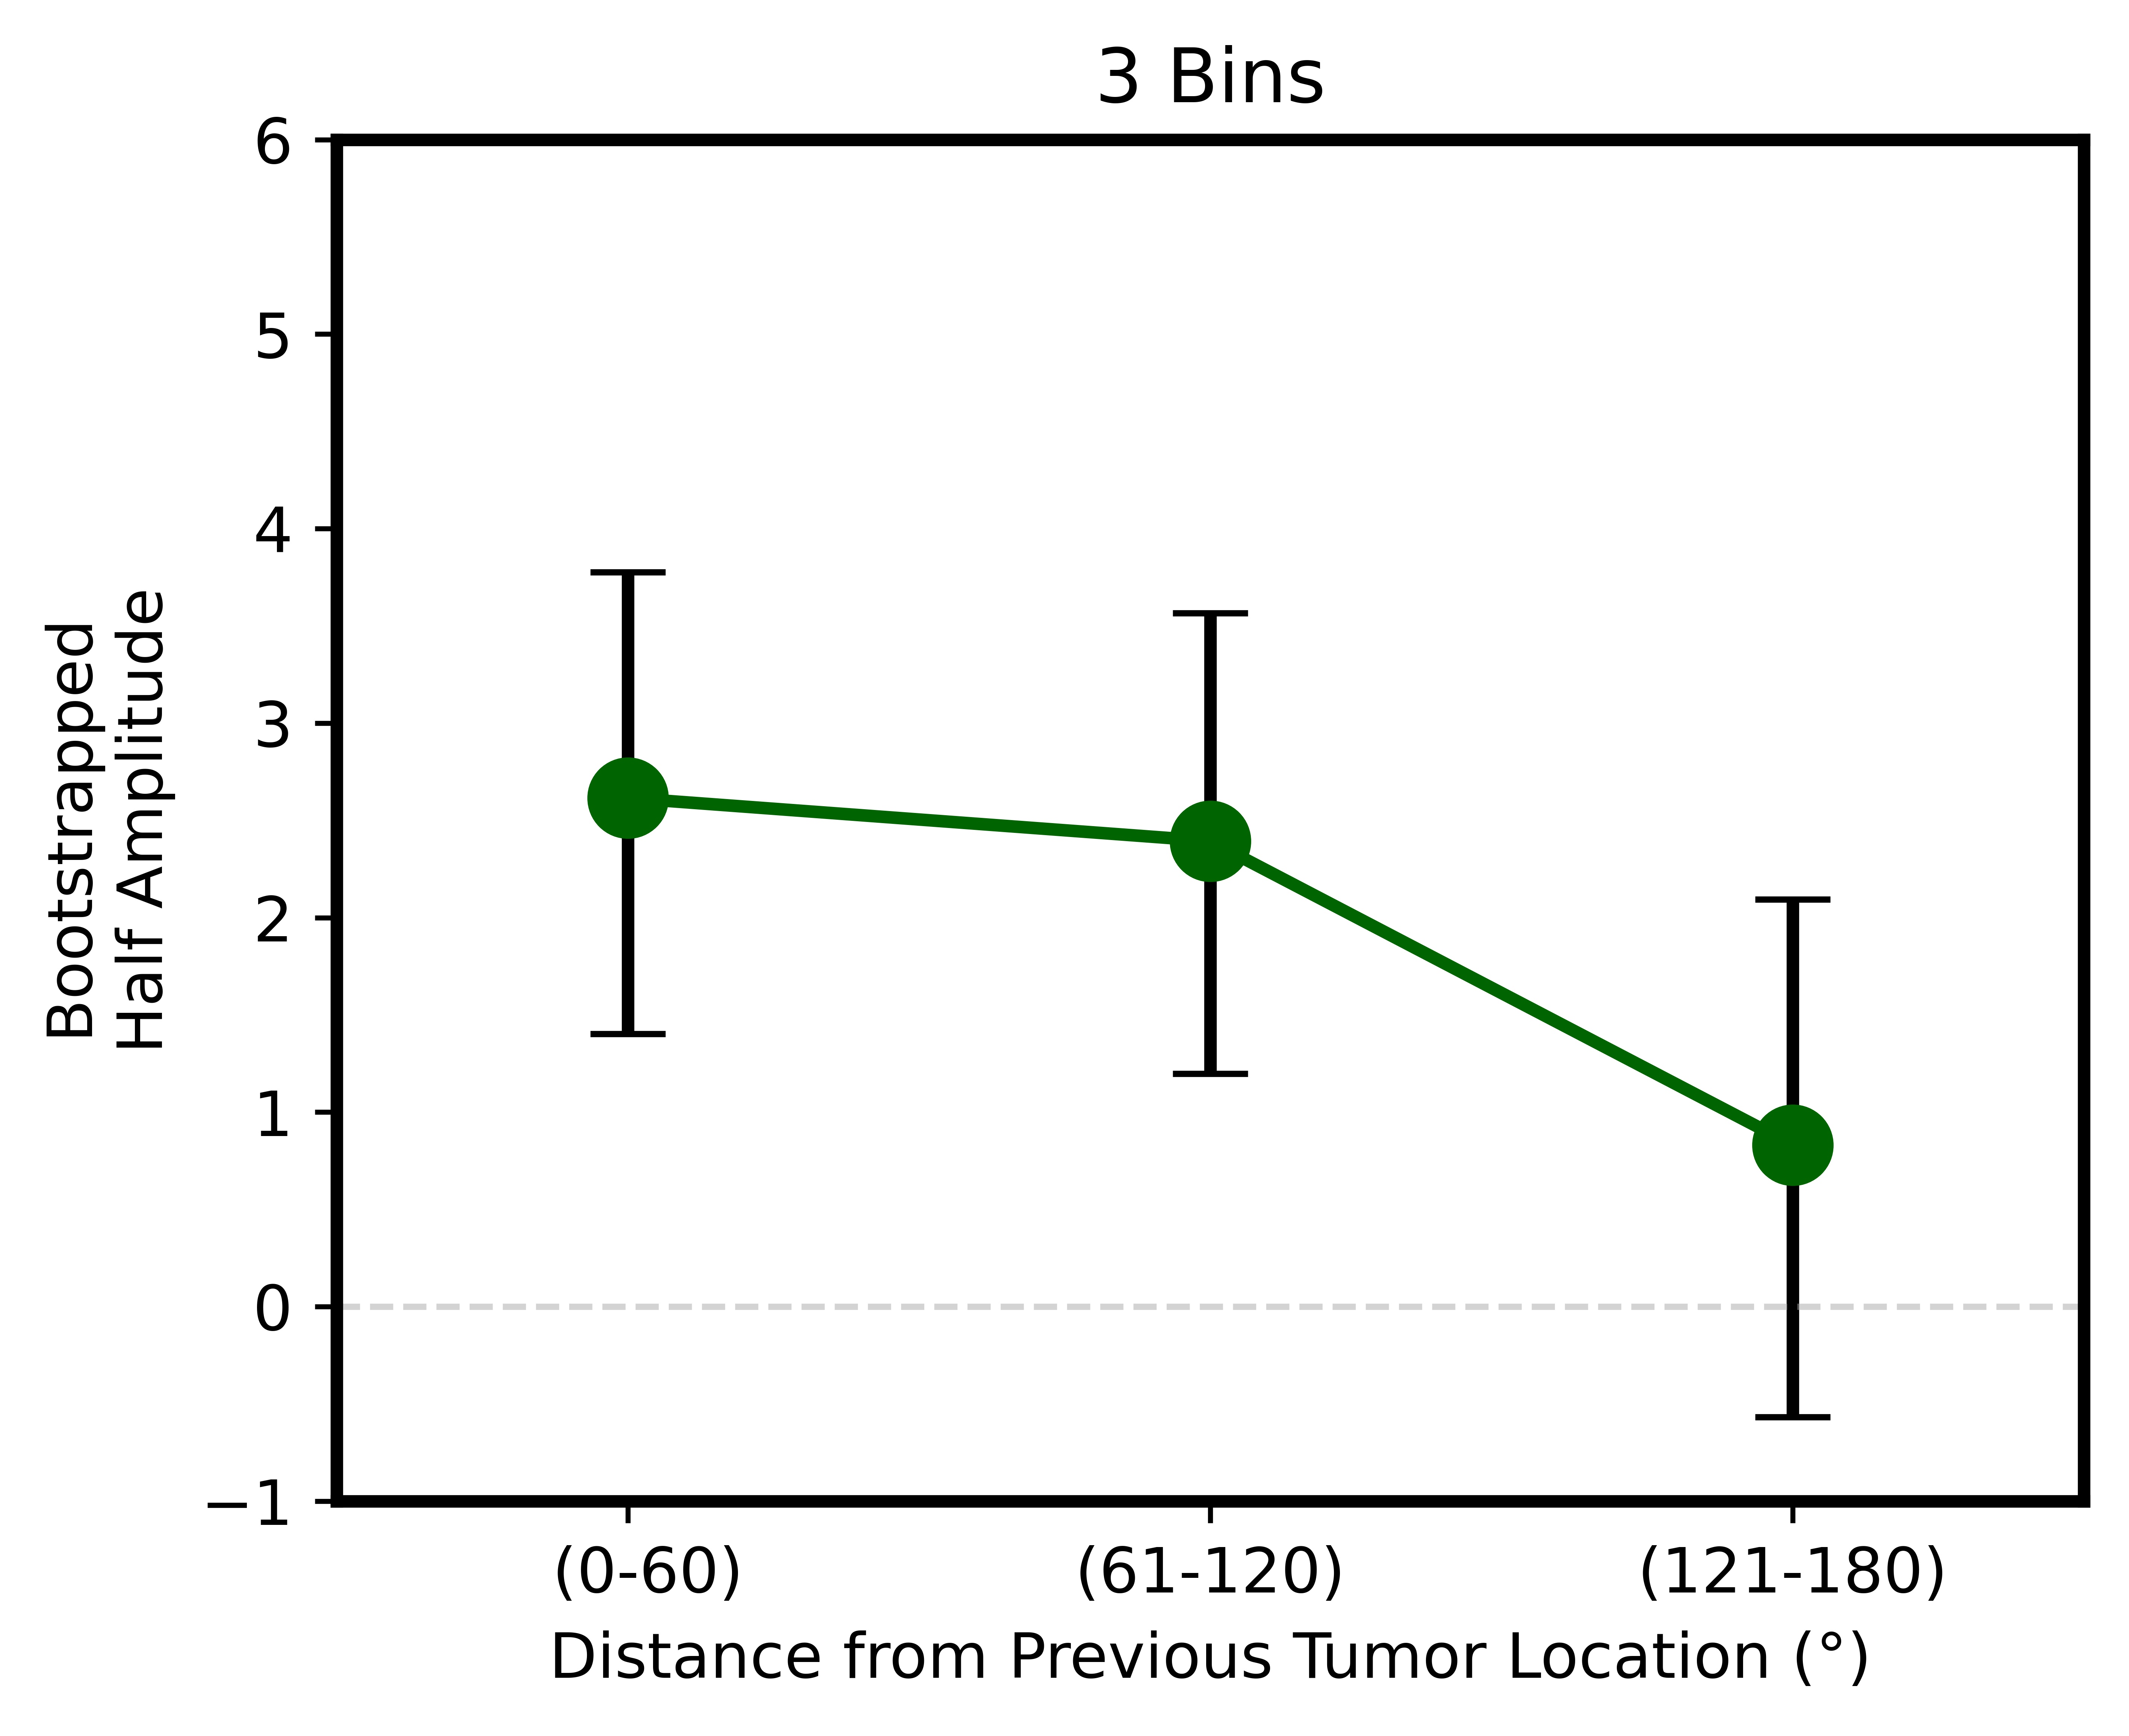 3 Bins
6
5
4
3
2
1
0
−1
Bootstrapped
Half Amplitude
(0-60)
(61-120)
(121-180)
Distance from Previous Tumor Location (°)